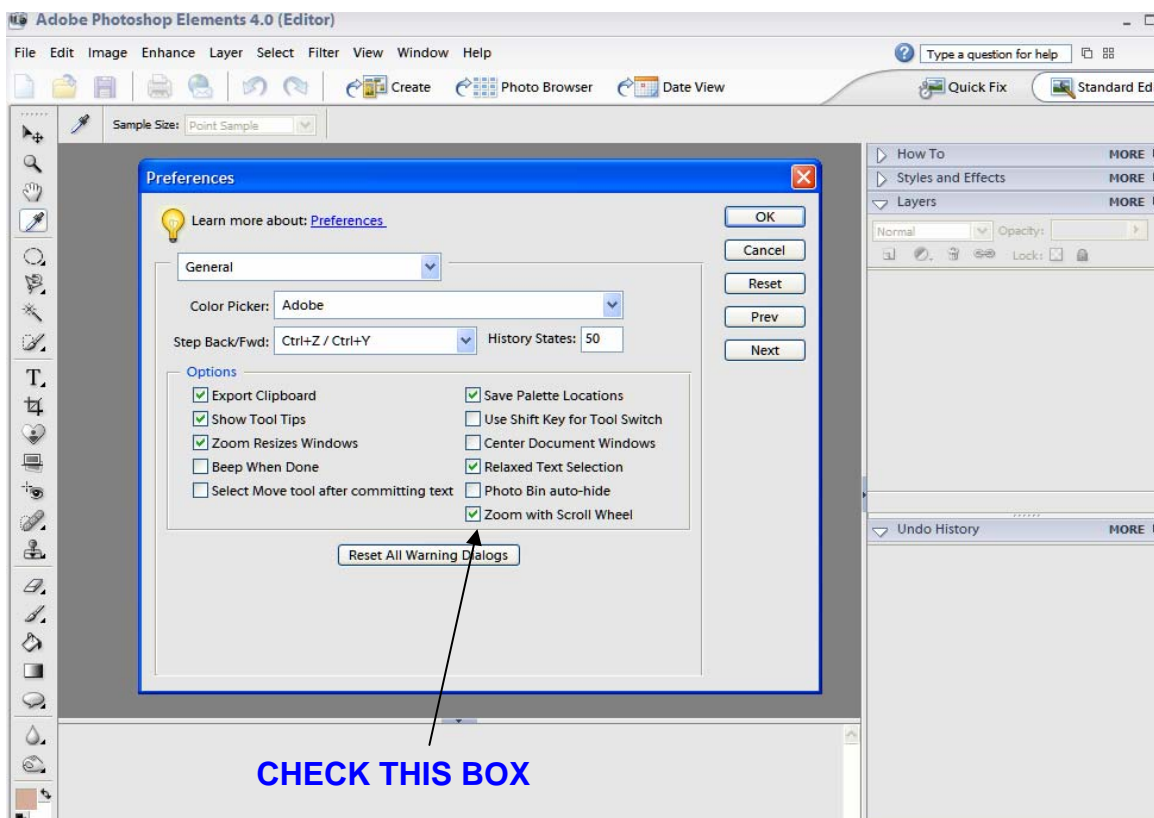 Adobe Photoshop Elements 4.0 (Editor)
File Edit Image Enhance Layer Select Filter View Window Help
Type a question for help
Create Photo Browser Date View
Quick Fix Standard Ed
Sample Size: Point Sample
How To MORE
Styles and Effects MORE
Layers MORE
Normal Opacity:
Lock:
Preferences
Learn more about: Preferences
OK
Cancel
Reset
Prev
Next
General
Color Picker: Adobe
Step Back/Fwd: Ctrl+Z / Ctrl+Y History States: 50
Options
Export Clipboard Save Palette Locations
Show Tool Tips Use Shift Key for Tool Switch
Zoom Resizes Windows Center Document Windows
Beep When Done Relaxed Text Selection
Select Move tool after committing text Photo Bin auto-hide
Zoom with Scroll Wheel
Reset All Warning Dialogs
Undo History MORE
CHECK THIS BOX